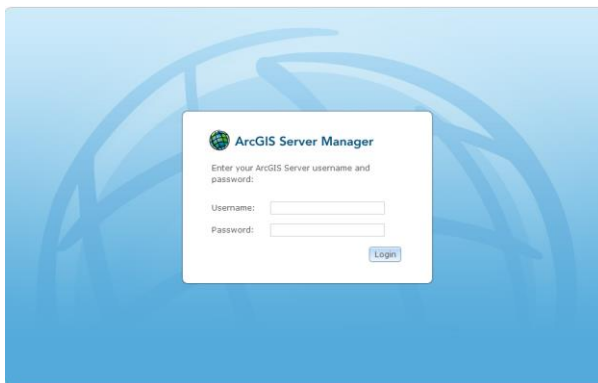 ArcGIS Server Manager
Enter your ArcGIS Server username and
password:
Username:
Password:
Login